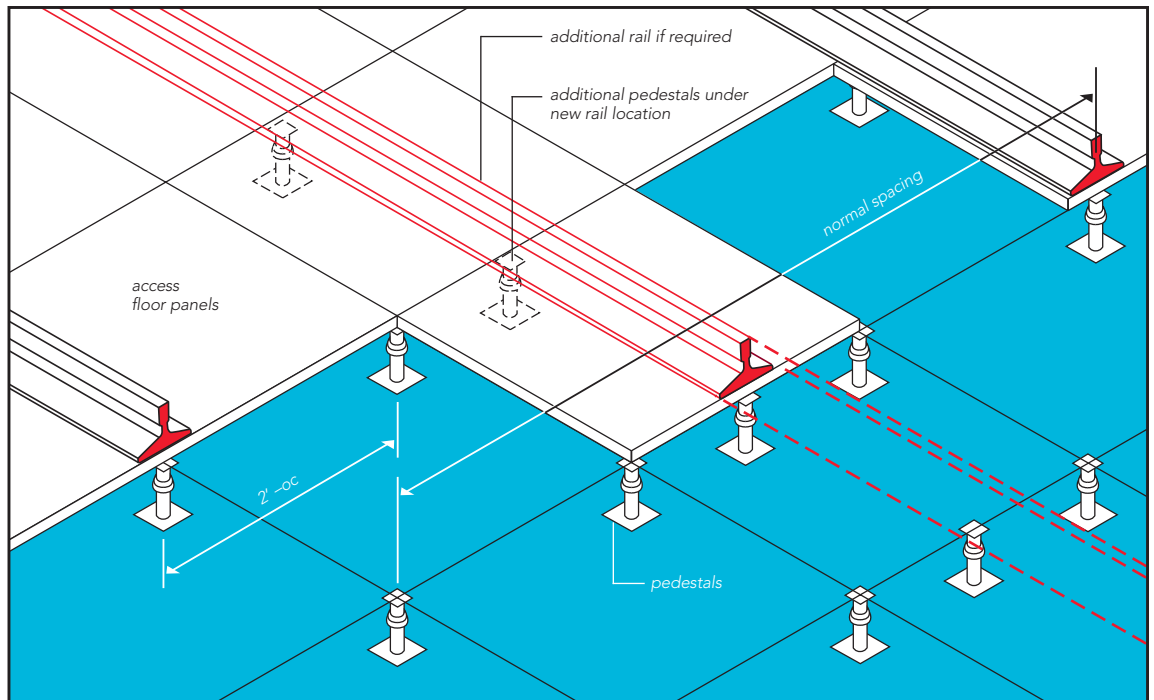 additional rail if required
additional pedestals under
new rail location
normal spacing
access
floor panels
2' –oc
pedestals